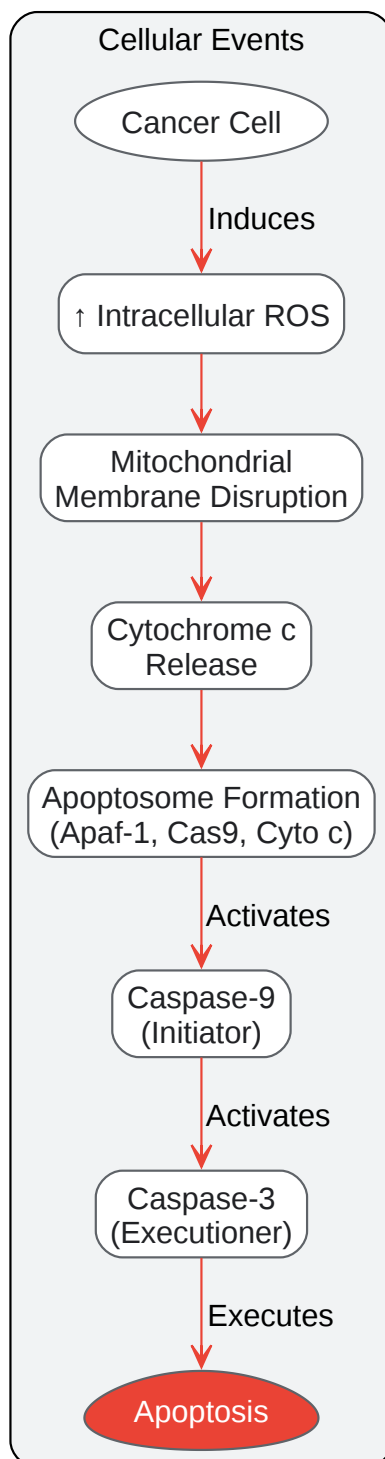 Cellular Events
Cancer Cell
Induces
↑ Intracellular ROS
Mitochondrial
Membrane Disruption
Cytochrome c
Release
Apoptosome Formation
(Apaf-1, Cas9, Cyto c)
Activates
Caspase-9
(Initiator)
Activates
Caspase-3
(Executioner)
Executes
Apoptosis